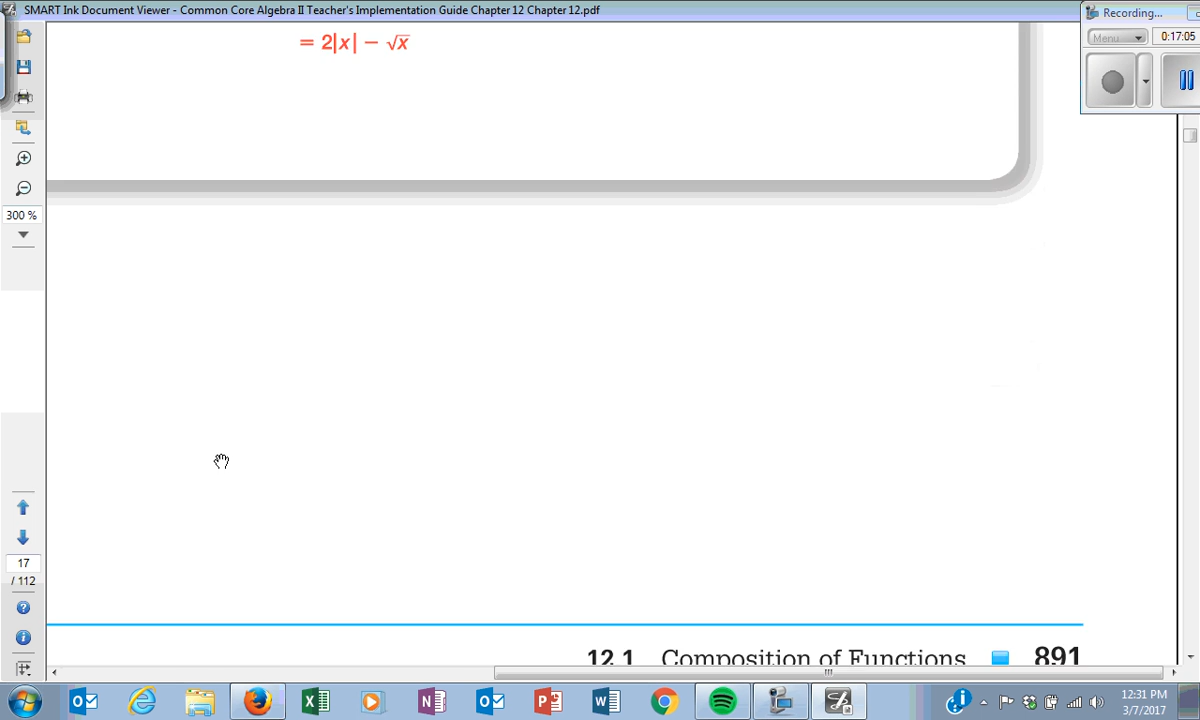 SMART Ink Document Viewer - Common Core Algebra II Teacher's Implementation Guide Chapter 12 Chapter 12.pdf
Recording...
Menu
0:17:05
= 2|x| − √x
300 %
17
/ 112
12.1 Composition of Functions 891
12:31 PM
3/7/2017